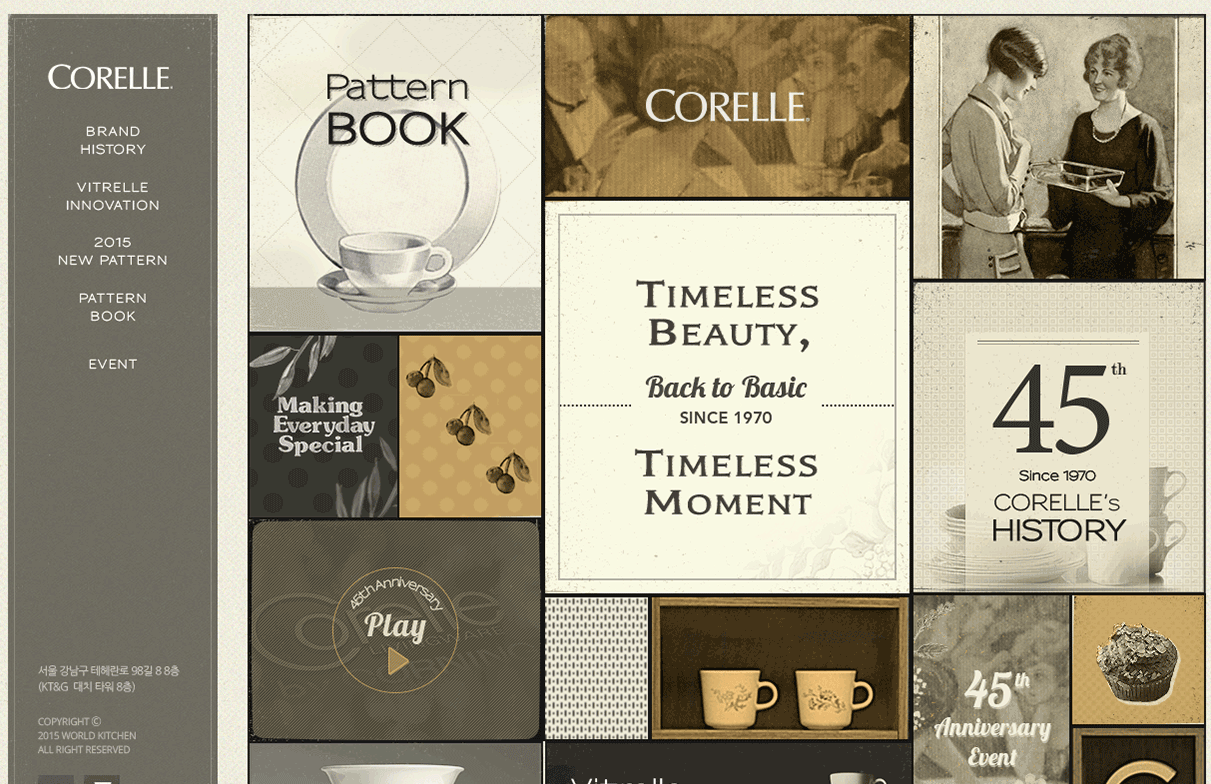 CORELLE
BRAND
HISTORY
VITRELLE
INNOVATION
2015
NEW PATTERN
PATTERN
BOOK
EVENT
서울 강남구 테헤란로 98길 8 8층
(KT&G 대치 타워 8층)
COPYRIGHT ©
2015 WORLD KITCHEN
ALL RIGHT RESERVED
Pattern
BOOK
Making
Everyday
Special
45th Anniversary
Play
CORELLE
TIMELESS
BEAUTY,
Back to Basic
SINCE 1970
TIMELESS
MOMENT
45th
Since 1970
CORELLE's
HISTORY
45th
Anniversary
Event
Vitrelle